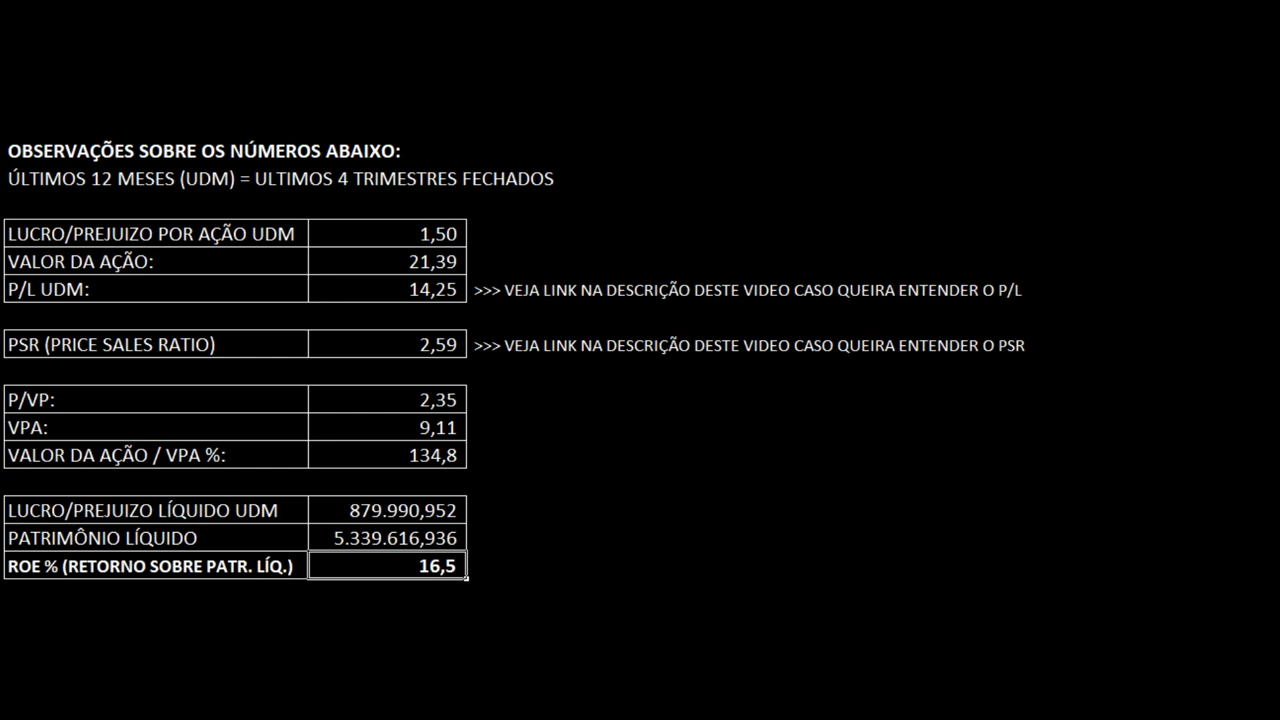 OBSERVAÇÕES SOBRE OS NÚMEROS ABAIXO:
ÚLTIMOS 12 MESES (UDM) = ULTIMOS 4 TRIMESTRES FECHADOS
LUCRO/PREJUIZO POR AÇÃO UDM 1,50
VALOR DA AÇÃO: 21,39
P/L UDM: 14,25 >>> VEJA LINK NA DESCRIÇÃO DESTE VIDEO CASO QUEIRA ENTENDER O P/L
PSR (PRICE SALES RATIO) 2,59 >>> VEJA LINK NA DESCRIÇÃO DESTE VIDEO CASO QUEIRA ENTENDER O PSR
P/VP: 2,35
VPA: 9,11
VALOR DA AÇÃO / VPA %: 134,8
LUCRO/PREJUIZO LÍQUIDO UDM 879.990,952
PATRIMÔNIO LÍQUIDO 5.339.616,936
ROE % (RETORNO SOBRE PATR. LÍQ.) 16,5